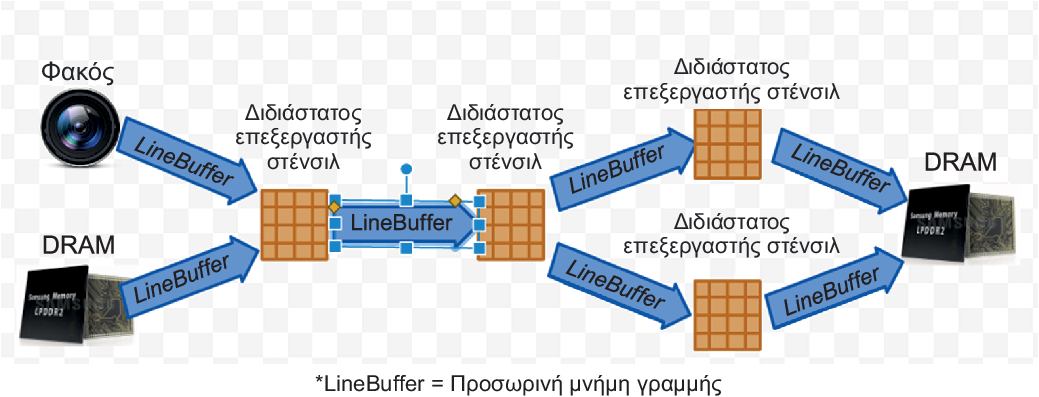 Φακός
LineBuffer
DRAM
Samsung Memory
LPDDR2
LineBuffer
Διδιάστατος
επεξεργαστής
στένσιλ
LineBuffer
Διδιάστατος
επεξεργαστής
στένσιλ
LineBuffer
Διδιάστατος
επεξεργαστής στένσιλ
LineBuffer
LineBuffer
Διδιάστατος
επεξεργαστής στένσιλ
LineBuffer
DRAM
Samsung Memory
LPDDR2
*LineBuffer = Προσωρινή μνήμη γραμμής